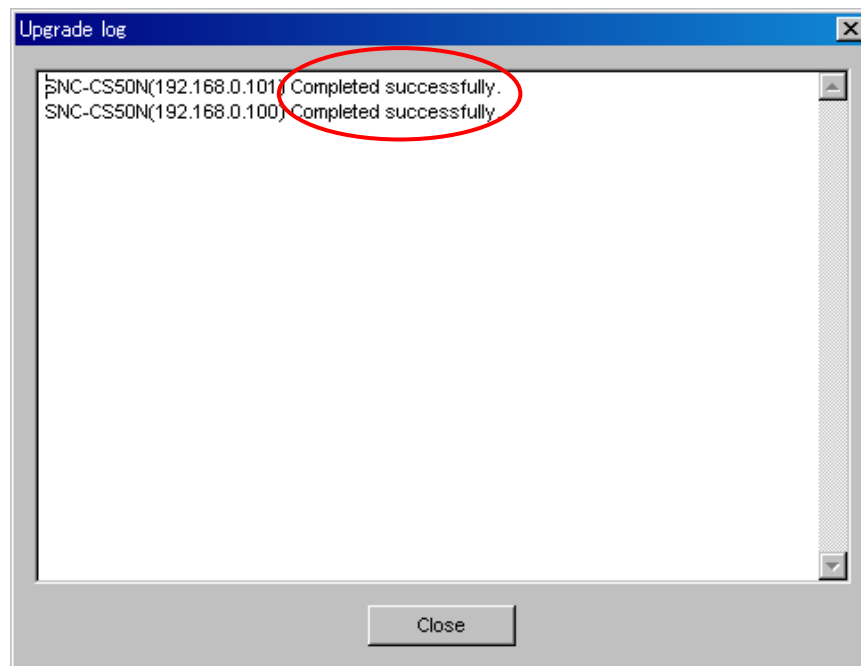 Upgrade log
SNC-CS50N(192.168.0.101) Completed successfully.
SNC-CS50N(192.168.0.100) Completed successfully.
Close